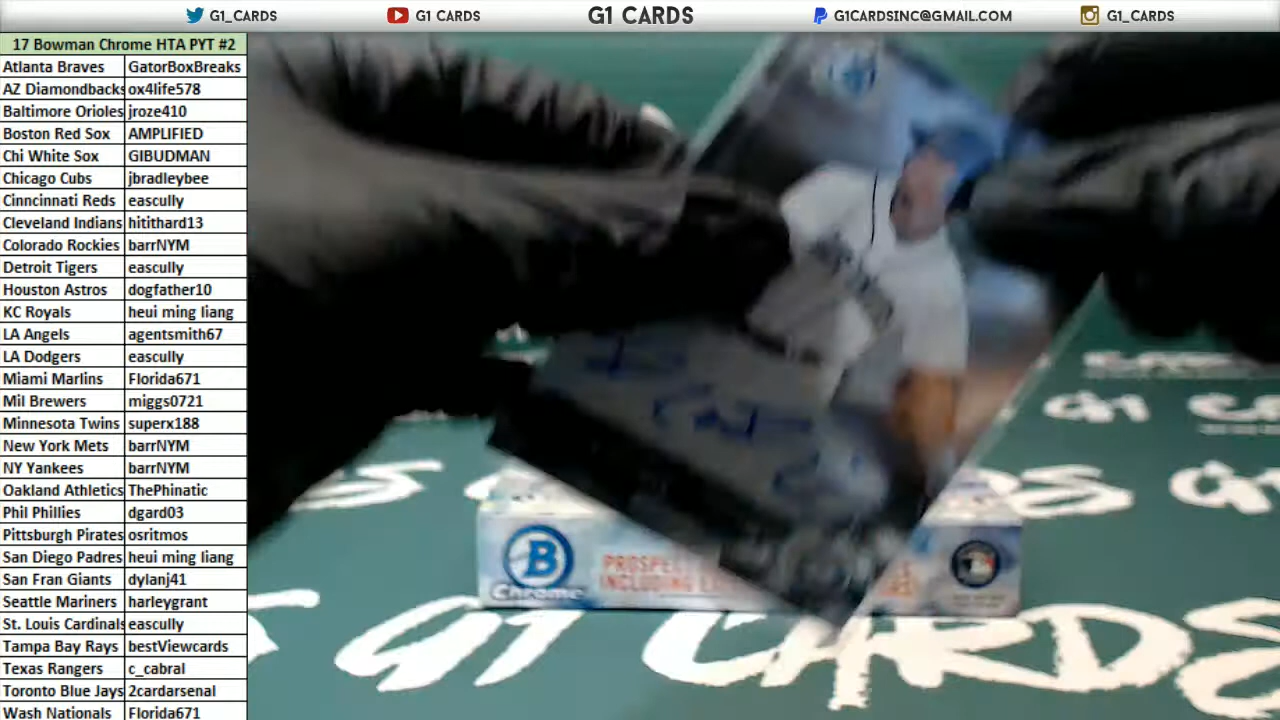 G1_CARDS
G1 CARDS
G1 CARDS
G1CARDSINC@GMAIL.COM
G1_CARDS
17 Bowman Chrome HTA PYT #2
Atlanta Braves GatorBoxBreaks
AZ Diamondbacks ox4life578
Baltimore Orioles jroze410
Boston Red Sox AMPLIFIED
Chi White Sox GIBUDMAN
Chicago Cubs jbradleybee
Cinncinnati Reds eascully
Cleveland Indians hitithard13
Colorado Rockies barrNYM
Detroit Tigers eascully
Houston Astros dogfather10
KC Royals heui ming liang
LA Angels agentsmith67
LA Dodgers eascully
Miami Marlins Florida671
Mil Brewers miggs0721
Minnesota Twins superx188
New York Mets barrNYM
NY Yankees barrNYM
Oakland Athletics ThePhinatic
Phil Phillies dgard03
Pittsburgh Pirates osritmos
San Diego Padres heui ming liang
San Fran Giants dylanj41
Seattle Mariners harleygrant
St. Louis Cardinals eascully
Tampa Bay Rays bestViewcards
Texas Rangers c_cabral
Toronto Blue Jays 2cardarsenal
Wash Nationals Florida671
B
Chrome
PROSPECT
INCLUDING
G1 CARDS